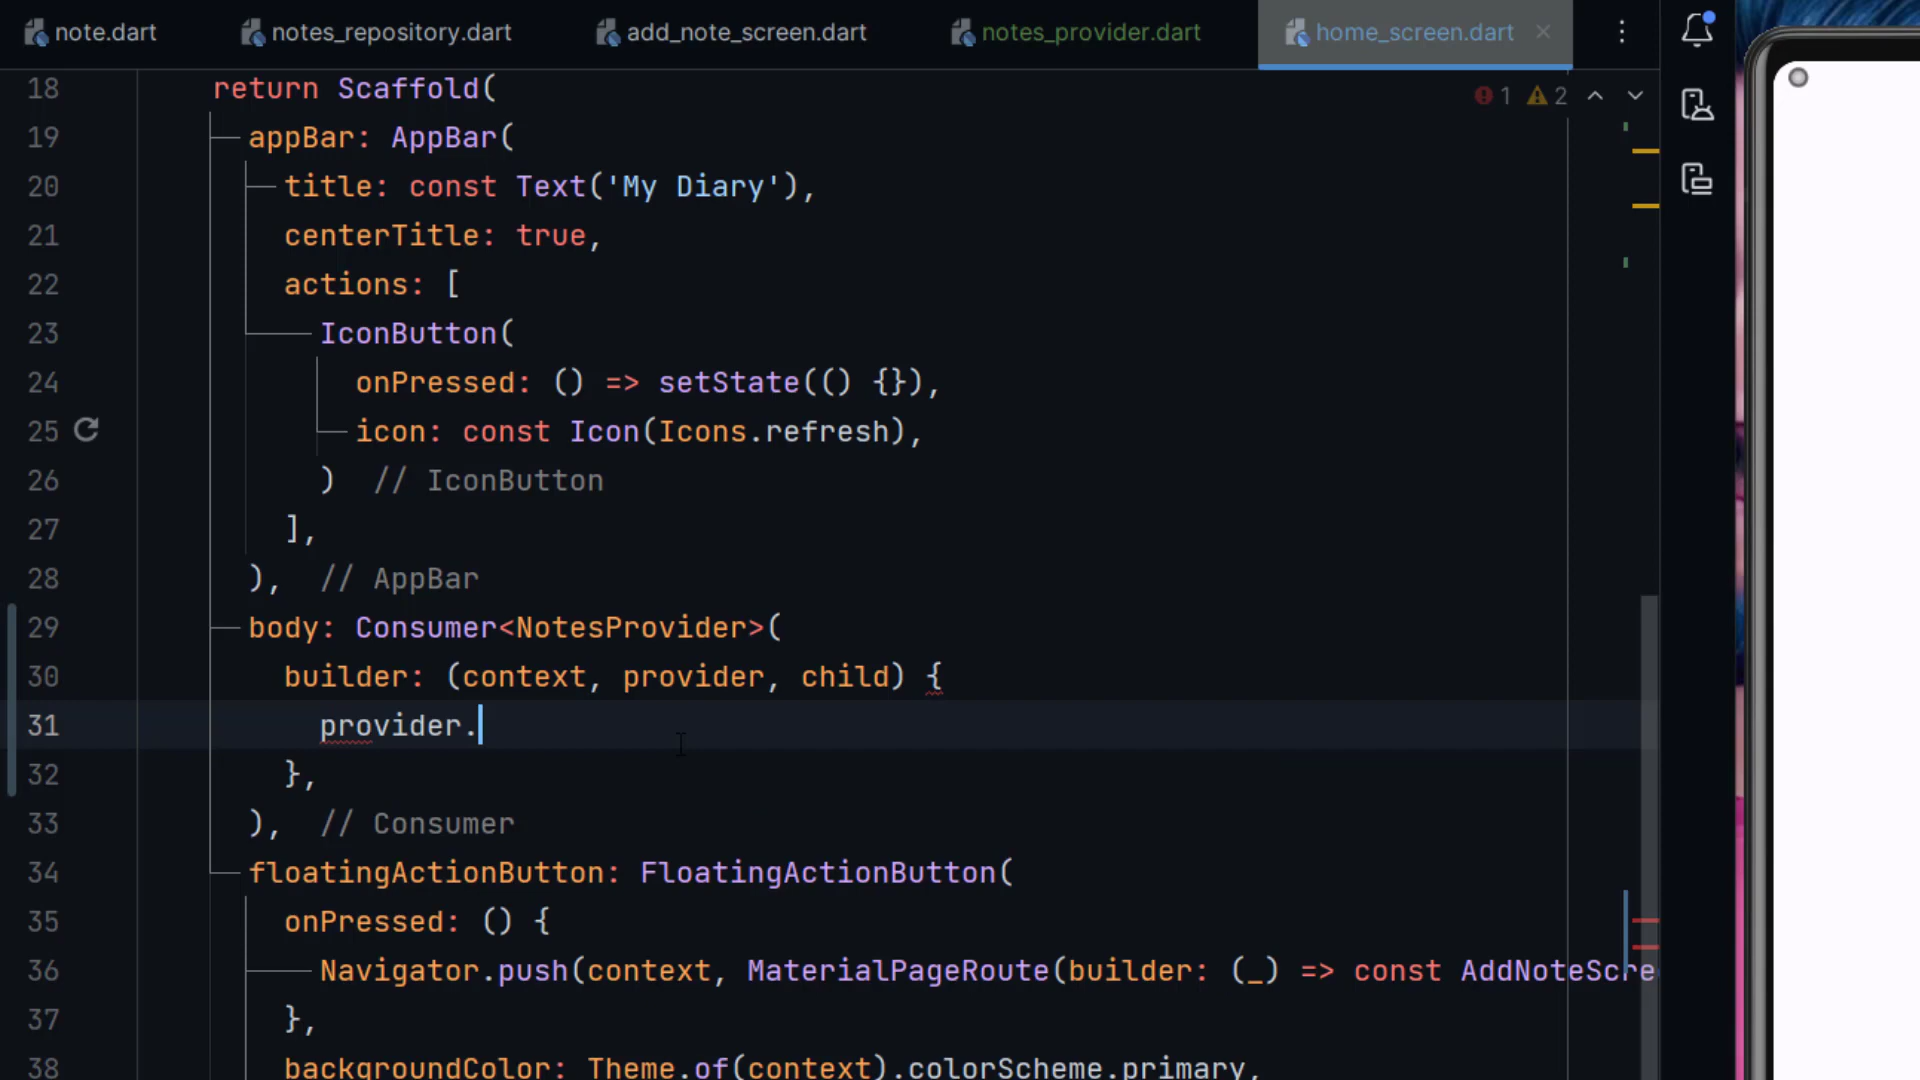 note.dart
notes_repository.dart
add_note_screen.dart
notes_provider.dart
home_screen.dart
1 2
18 return Scaffold(
19 appBar: AppBar(
20 title: const Text('My Diary'),
21 centerTitle: true,
22 actions: [
23 IconButton(
24 onPressed: () => setState(() {}),
25 icon: const Icon(Icons.refresh),
26 ) // IconButton
27 ],
28 ), // AppBar
29 body: Consumer<NotesProvider>(
30 builder: (context, provider, child) {
31 provider.
32 },
33 ), // Consumer
34 floatingActionButton: FloatingActionButton(
35 onPressed: () {
36 Navigator.push(context, MaterialPageRoute(builder: (_) => const AddNoteScre
37 },
38 backgroundColor: Theme.of(context).colorScheme.primary,